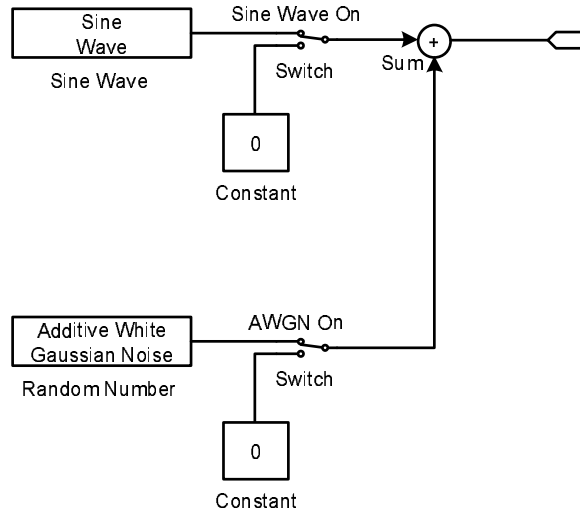 Sine
Wave
Sine Wave
Sine Wave On
Switch
0
Constant
+
Sum
Additive White
Gaussian Noise
Random Number
AWGN On
Switch
0
Constant